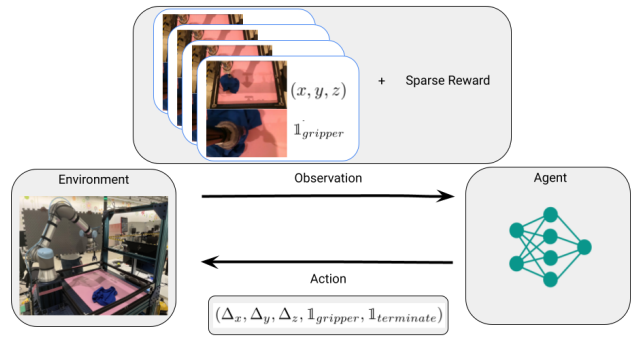 (x, y, z)
𝟙gripper
+ Sparse Reward
Environment
Observation
Agent
Action
(Δx, Δy, Δz, 𝟙gripper, 𝟙terminate)